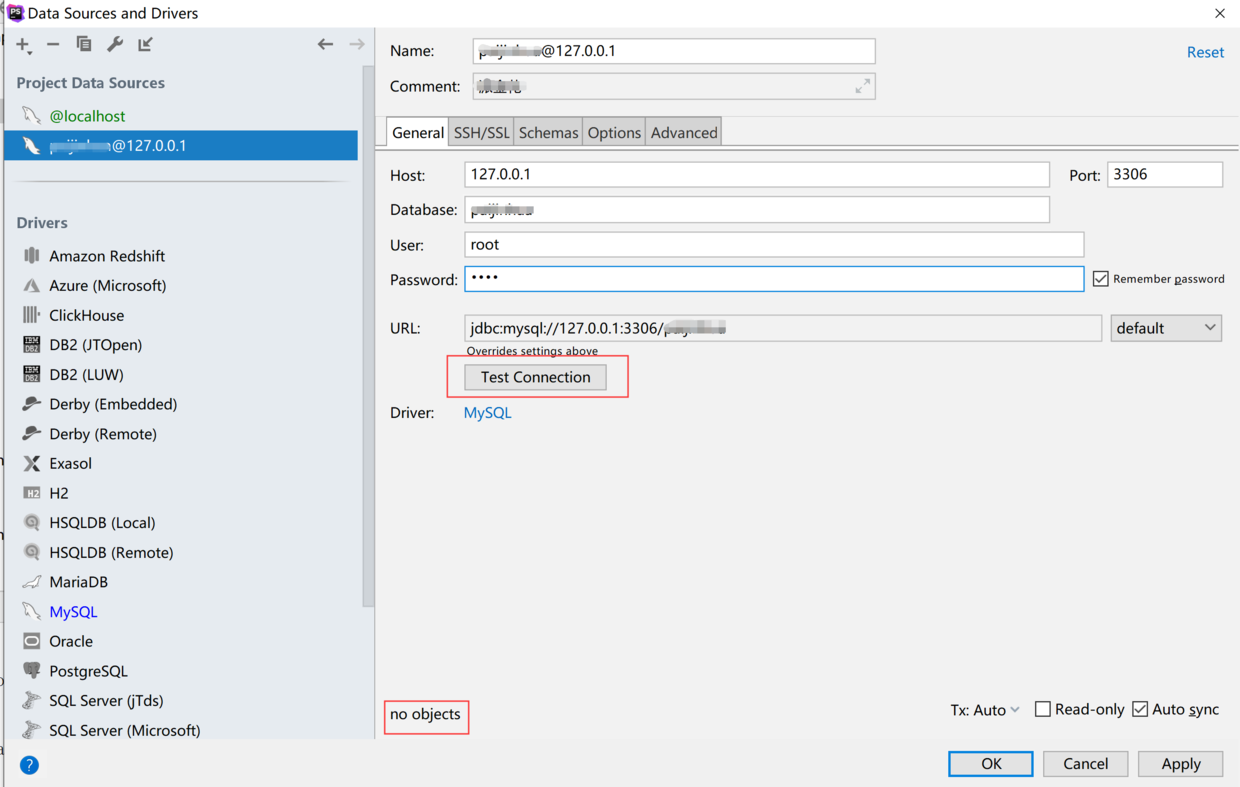 Data Sources and Drivers
Project Data Sources
@localhost
@127.0.0.1
Drivers
Amazon Redshift
Azure (Microsoft)
ClickHouse
DB2 (JTOpen)
DB2 (LUW)
Derby (Embedded)
Derby (Remote)
Exasol
H2
HSQLDB (Local)
HSQLDB (Remote)
MariaDB
MySQL
Oracle
PostgreSQL
SQL Server (jTds)
SQL Server (Microsoft)
Name: @127.0.0.1 Reset
Comment:
General SSH/SSL Schemas Options Advanced
Host: 127.0.0.1 Port: 3306
Database:
User: root
Password: •••• Remember password
URL: jdbc:mysql://127.0.0.1:3306/ default
Overrides settings above
Test Connection
Driver: MySQL
no objects Tx: Auto Read-only Auto sync
? OK Cancel Apply